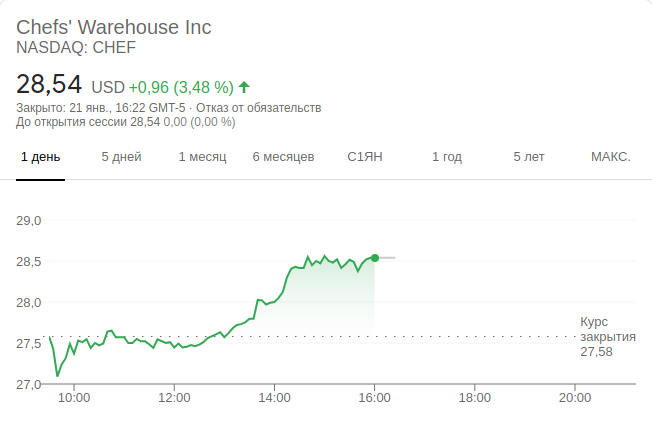 Chefs' Warehouse Inc
NASDAQ: CHEF
28,54 USD +0,96 (3,48 %)
Закрыто: 21 янв., 16:22 GMT-5 · Отказ от обязательств
До открытия сессии 28,54 0,00 (0,00 %)
1 день 5 дней 1 месяц 6 месяцев С1ЯН 1 год 5 лет МАКС.
29,0
28,5
28,0
Курс
27,5 закрытия
27,58
27,0
10:00 12:00 14:00 16:00 18:00 20:00